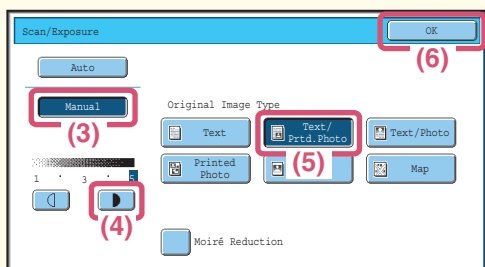 Scan/Exposure
OK
(6)
Auto
Manual
(3)
Original Image Type
Text
Text/
Prtd.Photo
Text/Photo
(5)
Printed
Photo
Map
1 3 5
(4)
Moiré Reduction